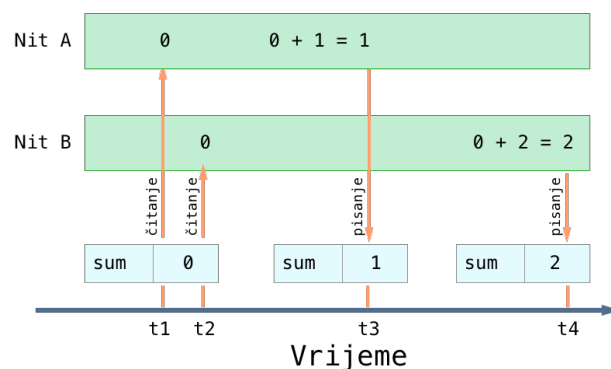 Nit A 0 0 + 1 = 1
Nit B 0 0 + 2 = 2
čitanje
čitanje
pisanje
pisanje
sum 0 sum 1 sum 2
t1 t2 t3 t4
Vrijeme